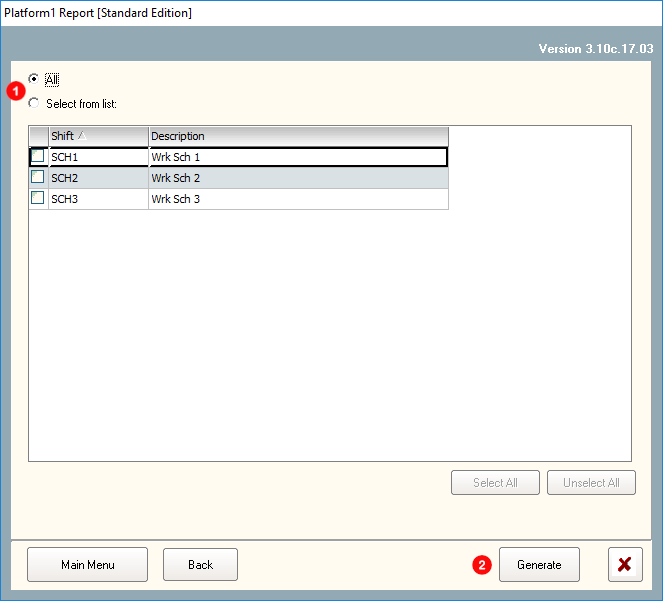 Platform1 Report [Standard Edition]
Version 3.10c.17.03
1
All
Select from list:
Shift Description
SCH1 Wrk Sch 1
SCH2 Wrk Sch 2
SCH3 Wrk Sch 3
Select All Unselect All
Main Menu Back 2 Generate